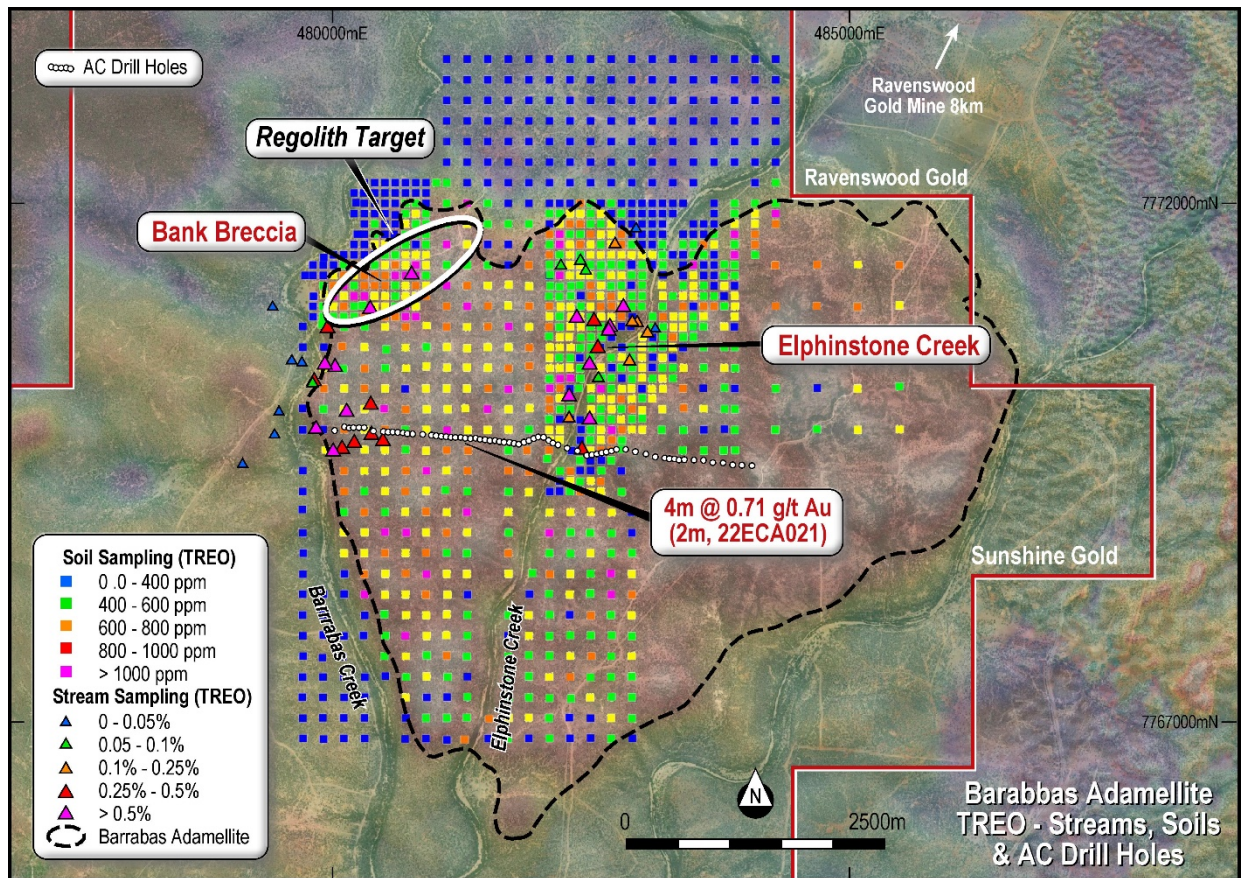 480000mE
485000mE
AC Drill Holes
Ravenswood
Gold Mine 8km
Regolith Target
Ravenswood Gold
7772000mN
Bank Breccia
Elphinstone Creek
4m @ 0.71 g/t Au
(2m, 22ECA021)
Sunshine Gold
Soil Sampling (TREO)
0 .0 - 400 ppm
400 - 600 ppm
600 - 800 ppm
800 - 1000 ppm
> 1000 ppm
Stream Sampling (TREO)
0 - 0.05%
0.05 - 0.1%
0.1% - 0.25%
0.25% - 0.5%
> 0.5%
Barrabas Adamellite
Barrrabas Creek
Elphinstone Creek
7767000mN
N
0
2500m
Barabbas Adamellite
TREO - Streams, Soils
& AC Drill Holes